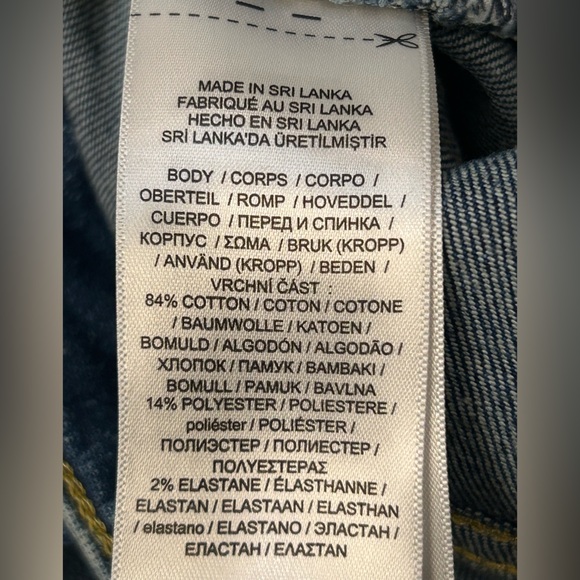 MADE IN SRI LANKA
FABRIQUÉ AU SRI LANKA
HECHO EN SRI LANKA
SRİ LANKA'DA ÜRETİLMİŞTİR
BODY / CORPS / CORPO /
OBERTEIL / ROMP / HOVEDDEL /
CUERPO / ПЕРЕД И СПИНКА /
КОРПУС / ΣΩΜΑ / BRUK (KROPP)
/ ANVÄND (KROPP) / BEDEN /
VRCHNÍ ČÁST :
84% COTTON / COTON / COTONE
/ BAUMWOLLE / KATOEN /
BOMULD / ALGODÓN / ALGODÃO /
ХЛОПОК / ПАМУК / ΒΑΜΒΑΚΙ /
BOMULL / PAMUK / BAVLNA
14% POLYESTER / POLIESTERE /
poliéster / POLIÉSTER /
ПОЛИЭСТЕР / ПОЛИЕСТЕР /
ΠΟΛΥΕΣΤΕΡΑΣ
2% ELASTANE / ÉLASTHANNE /
ELASTAN / ELASTAAN / ELASTHAN
/ elastano / ELASTANO / ЭЛАСТАН /
ЕЛАСТАН / ΕΛΑΣΤΑΝ